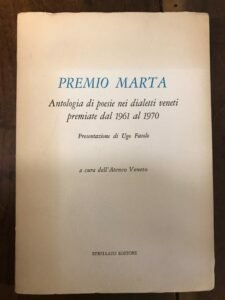 PREMIO MARTA
Antologia di poesie nei dialetti veneti
premiate dal 1961 al 1970
Presentazione di Ugo Fasolo
a cura dell'Ateneo Veneto
REBELLATO EDITORE